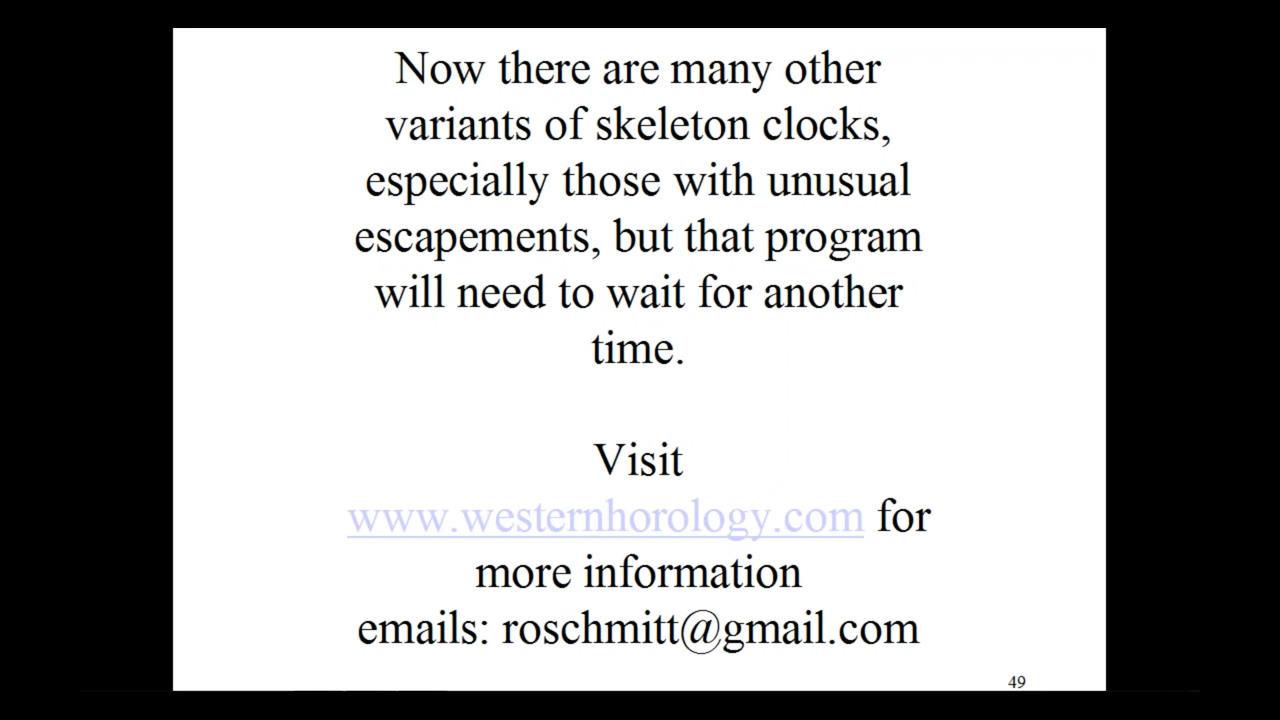 Now there are many other
variants of skeleton clocks,
especially those with unusual
escapements, but that program
will need to wait for another
time.
Visit
www.westernhorology.com for
more information
emails: roschmitt@gmail.com
49